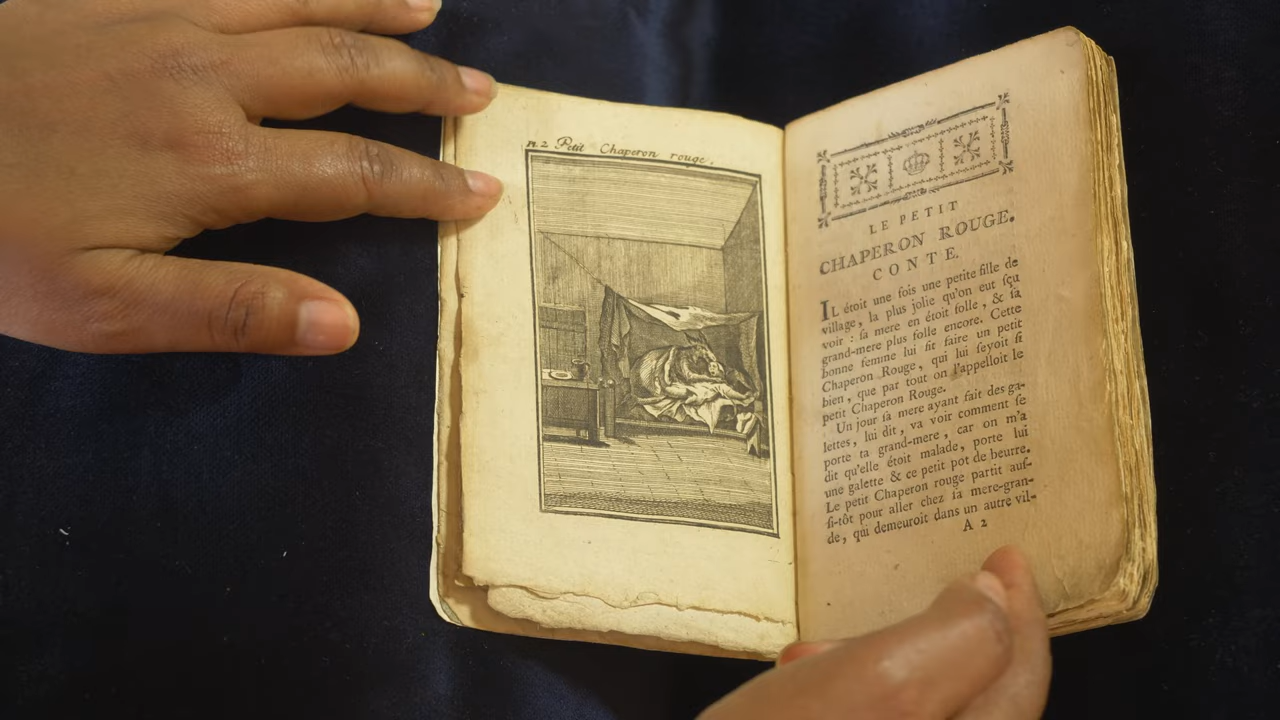 n. 2 Petit Chaperon rouge.
LE PETIT
CHAPERON ROUGE.
CONTE.
IL étoit une fois une petite fille de
village, la plus jolie qu'on eut sçu
voir : sa mere en étoit folle, & sa
grand-mere plus folle encore. Cette
bonne femme lui fit faire un petit
Chaperon Rouge, qui lui seyoit si
bien, que par tout on l'appelloit le
petit Chaperon Rouge.
Un jour sa mere ayant fait des ga-
lettes, lui dit, va voir comment se
porte ta grand-mere, car on m'a
dit qu'elle étoit malade, porte lui
une galette & ce petit pot de beurre.
Le petit Chaperon rouge partit aus-
si-tôt pour aller chez sa mere-gran-
de, qui demeuroit dans un autre vil-
A 2